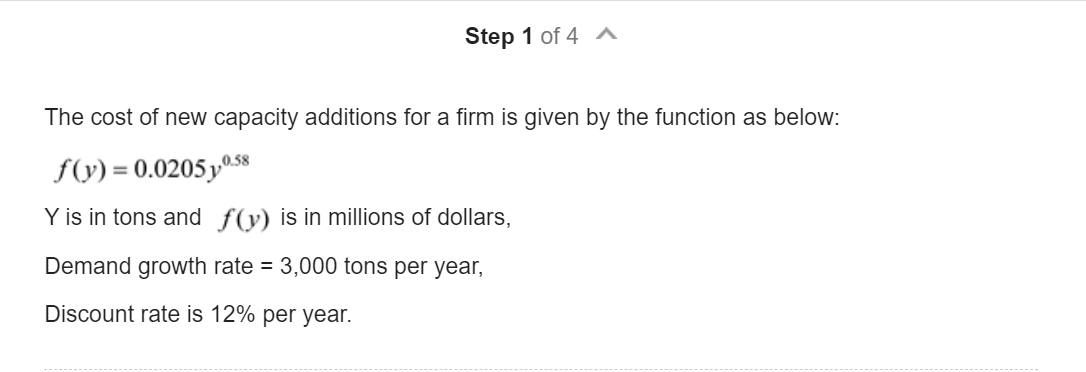 Step 1 of 4
The cost of new capacity additions for a firm is given by the function as below:
f(y) = 0.0205y^0.58
Y is in tons and f(y) is in millions of dollars,
Demand growth rate = 3,000 tons per year,
Discount rate is 12% per year.